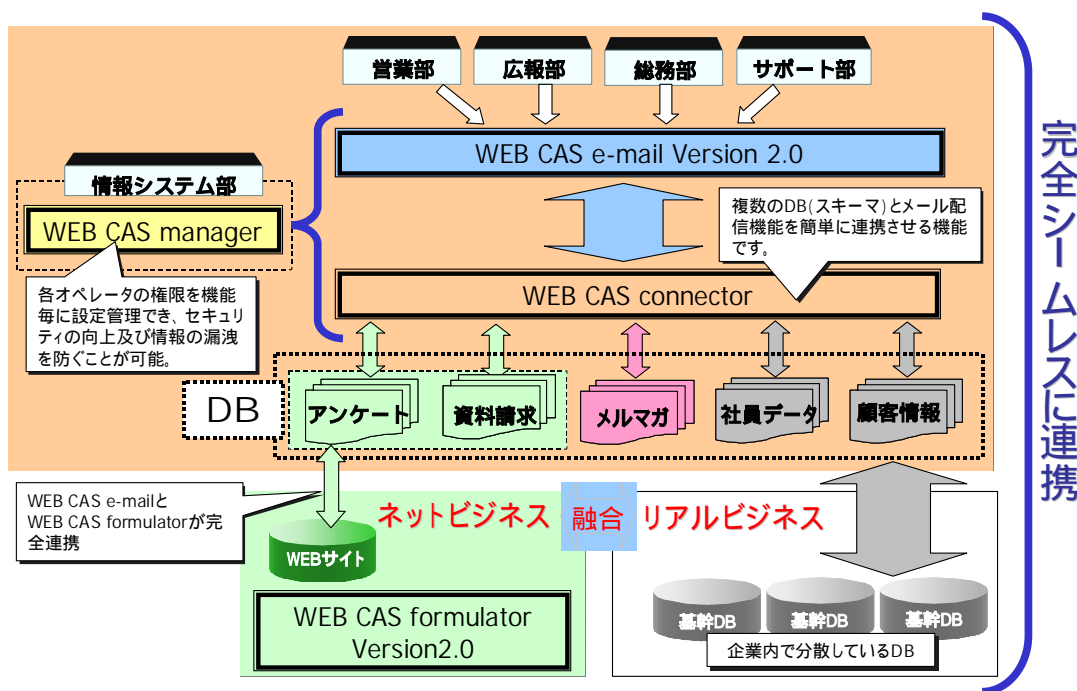 営業部
広報部
総務部
サポート部
WEB CAS e-mail Version 2.0
情報システム部
WEB CAS manager
複数のDB(スキーマ)とメール配
信機能を簡単に連携させる機能
です。
各オペレータの権限を機能
毎に設定管理でき、セキュリ
ティの向上及び情報の漏洩
を防ぐことが可能。
WEB CAS connector
DB
アンケート
資料請求
メルマガ
社員データ
顧客情報
WEB CAS e-mailと
WEB CAS formulatorが完
全連携
ネットビジネス
融合
リアルビジネス
WEBサイト
WEB CAS formulator
Version2.0
基幹DB
基幹DB
基幹DB
企業内で分散しているDB
完全シームレスに連携